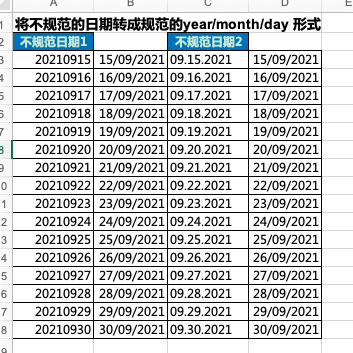 A B C D E
1 将不规范的日期转成规范的year/month/day 形式
2 不规范日期1 不规范日期2
3 20210915 15/09/2021 09.15.2021 15/09/2021
4 20210916 16/09/2021 09.16.2021 16/09/2021
5 20210917 17/09/2021 09.17.2021 17/09/2021
6 20210918 18/09/2021 09.18.2021 18/09/2021
7 20210919 19/09/2021 09.19.2021 19/09/2021
8 20210920 20/09/2021 09.20.2021 20/09/2021
9 20210921 21/09/2021 09.21.2021 21/09/2021
0 20210922 22/09/2021 09.22.2021 22/09/2021
1 20210923 23/09/2021 09.23.2021 23/09/2021
2 20210924 24/09/2021 09.24.2021 24/09/2021
3 20210925 25/09/2021 09.25.2021 25/09/2021
4 20210926 26/09/2021 09.26.2021 26/09/2021
5 20210927 27/09/2021 09.27.2021 27/09/2021
6 20210928 28/09/2021 09.28.2021 28/09/2021
7 20210929 29/09/2021 09.29.2021 29/09/2021
8 20210930 30/09/2021 09.30.2021 30/09/2021